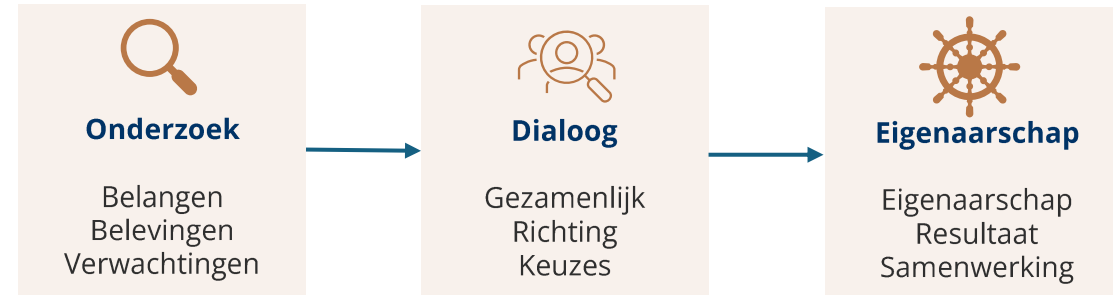 Onderzoek
Belangen
Belevingen
Verwachtingen
Dialoog
Gezamenlijk
Richting
Keuzes
Eigenaarschap
Eigenaarschap
Resultaat
Samenwerking